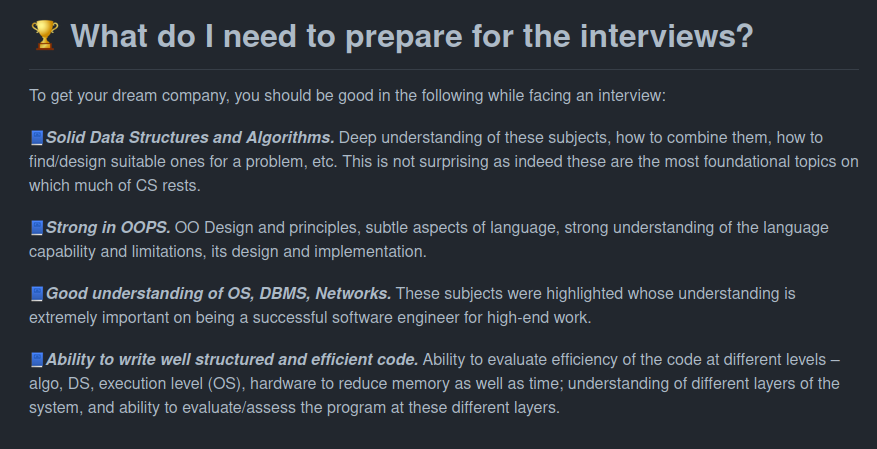 🏆 What do I need to prepare for the interviews?
To get your dream company, you should be good in the following while facing an interview:
📘Solid Data Structures and Algorithms. Deep understanding of these subjects, how to combine them, how to
find/design suitable ones for a problem, etc. This is not surprising as indeed these are the most foundational topics on
which much of CS rests.
📘Strong in OOPS. OO Design and principles, subtle aspects of language, strong understanding of the language
capability and limitations, its design and implementation.
📘Good understanding of OS, DBMS, Networks. These subjects were highlighted whose understanding is
extremely important on being a successful software engineer for high-end work.
📘Ability to write well structured and efficient code. Ability to evaluate efficiency of the code at different levels –
algo, DS, execution level (OS), hardware to reduce memory as well as time; understanding of different layers of the
system, and ability to evaluate/assess the program at these different layers.